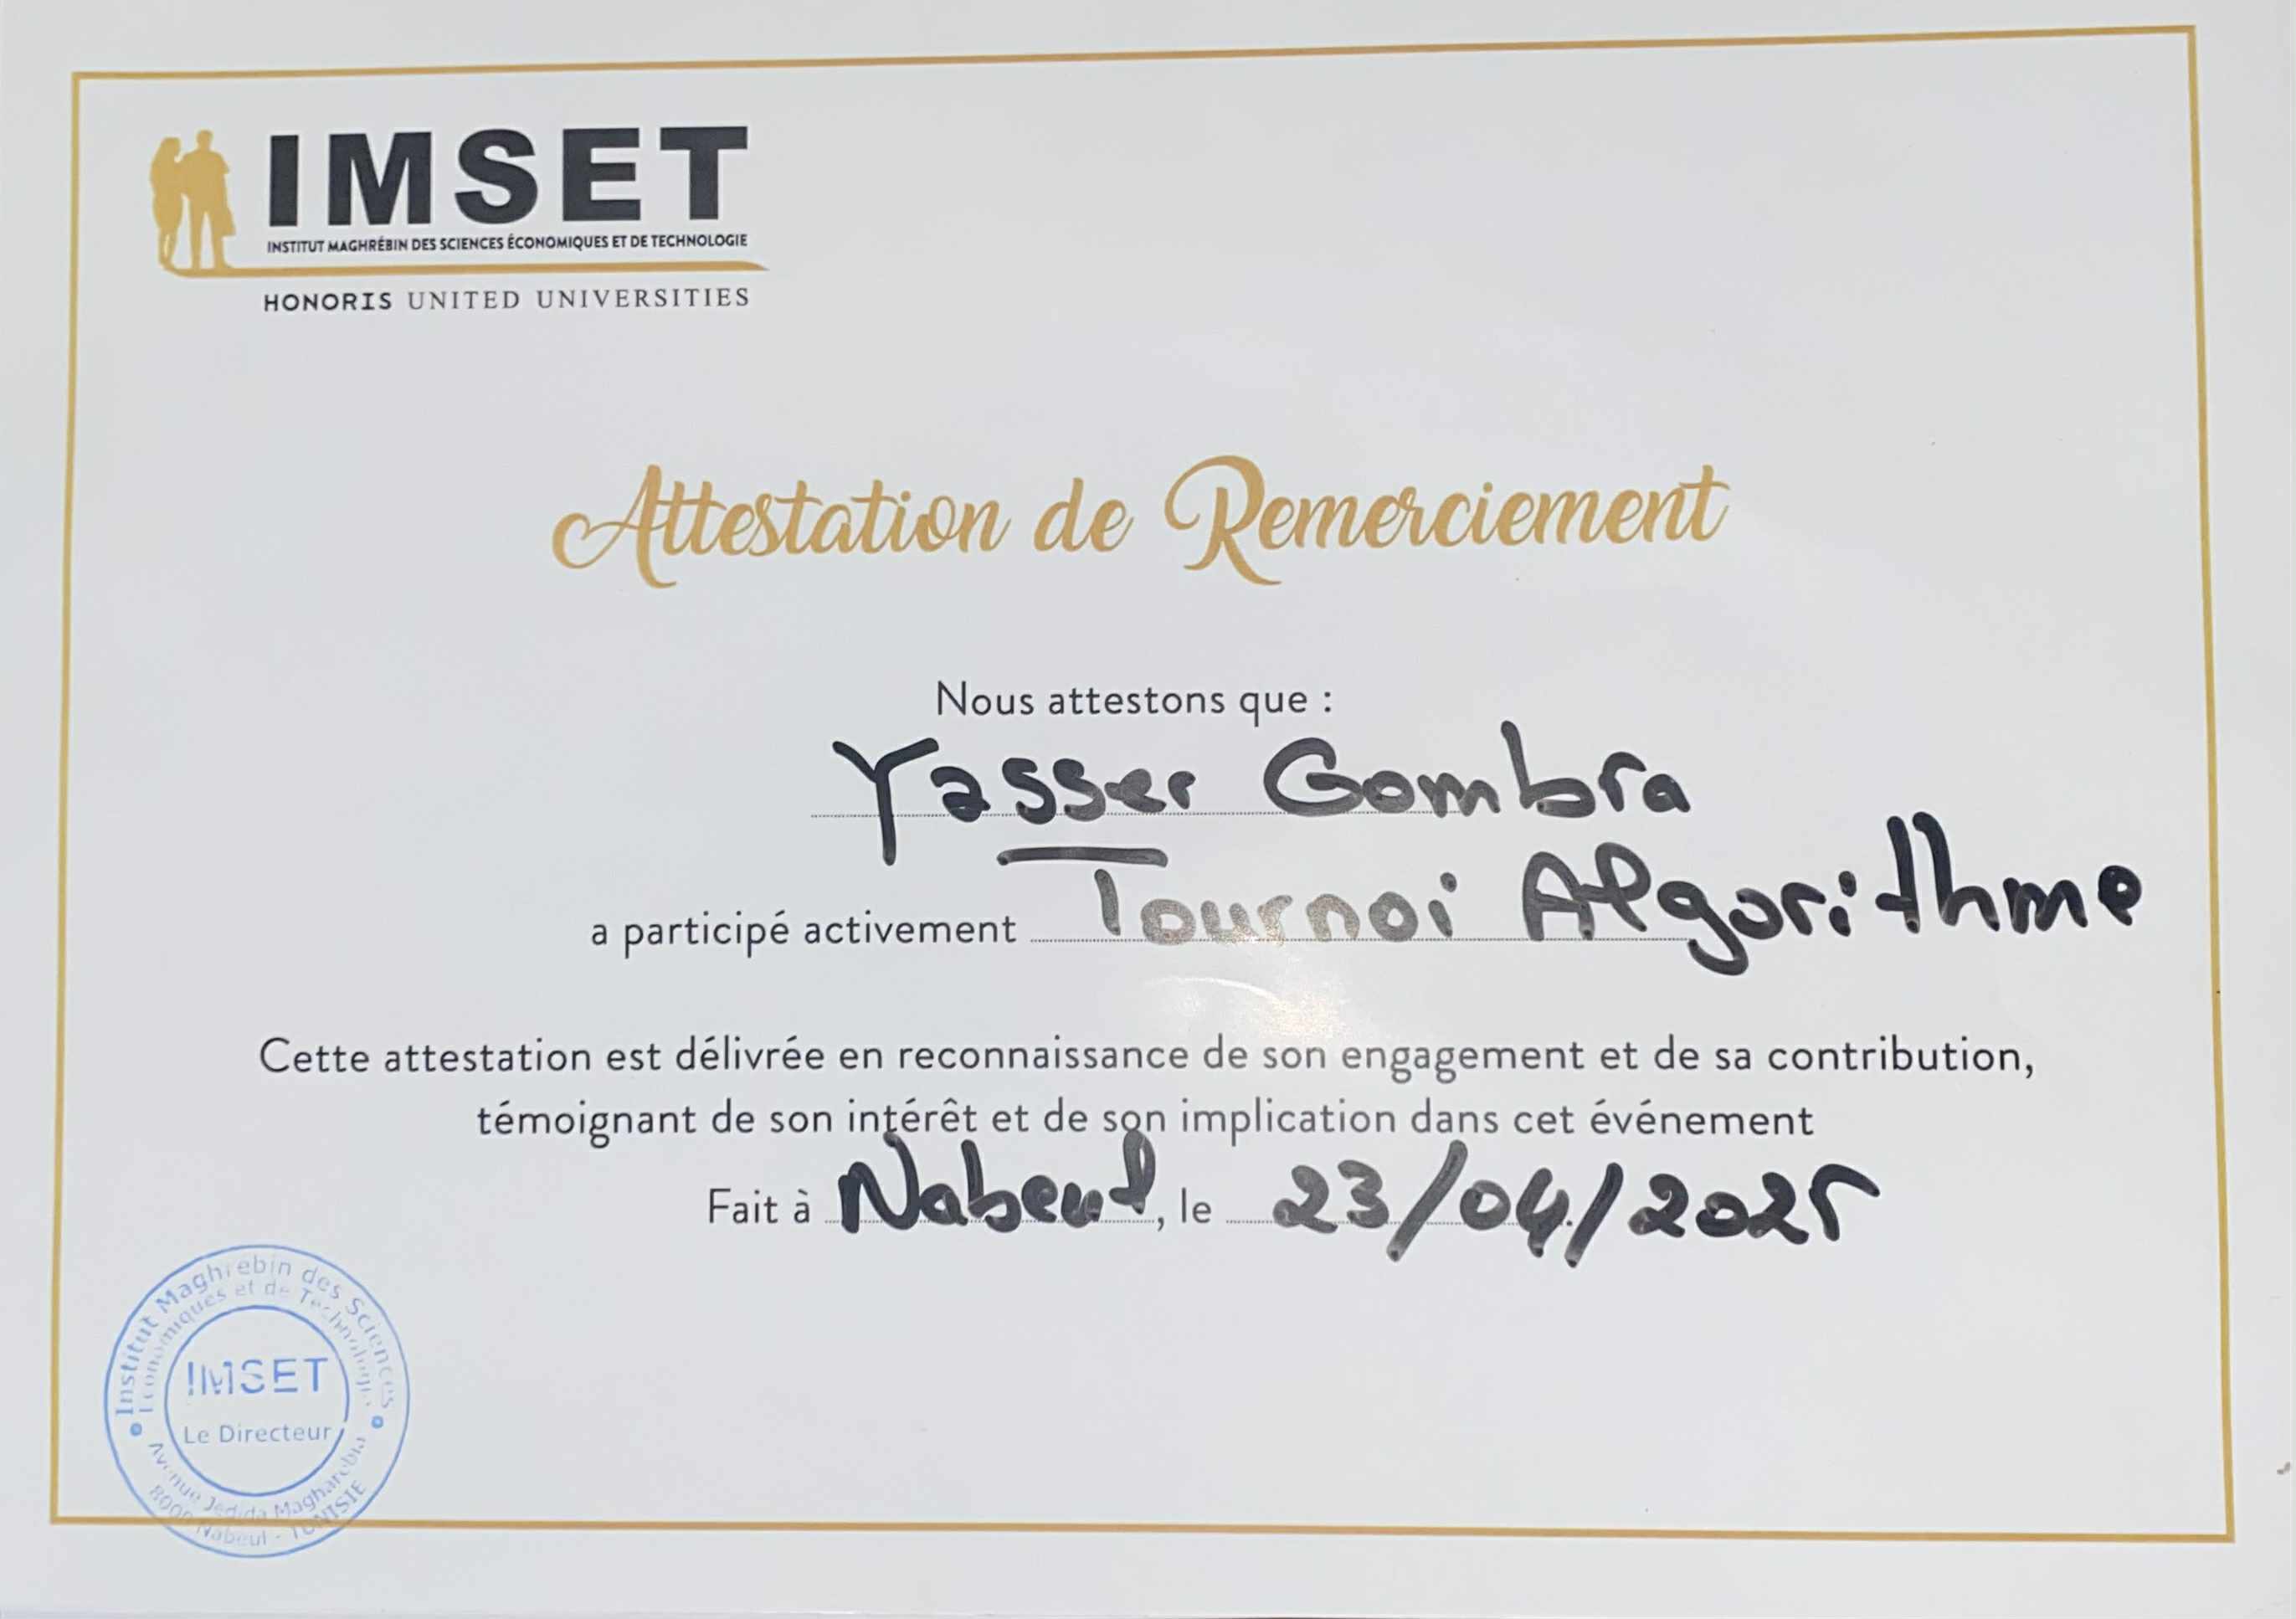 IMSET
INSTITUT MAGHRÉBIN DES SCIENCES ÉCONOMIQUES ET DE TECHNOLOGIE
HONORIS UNITED UNIVERSITIES
Attestation de Remerciement
Nous attestons que :
Yasser Gombra
a participé activement Tournoi Algorithme
Cette attestation est délivrée en reconnaissance de son engagement et de sa contribution,
témoignant de son intérêt et de son implication dans cet événement
Fait à Nabeul, le 23/04/2025
Institut Maghrebin des Sciences
Economiques et de Technologie
IMSET
Le Directeur
Avenue Jedida Magharebia
8000 Nabeul - TUNISIE